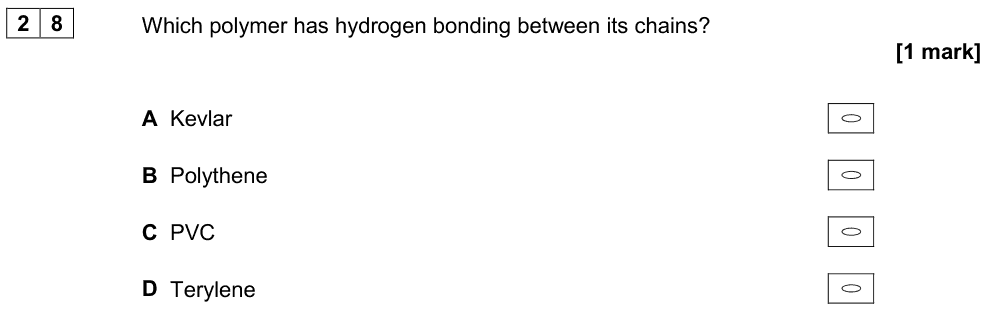 2 8 Which polymer has hydrogen bonding between its chains?
[1 mark]
A Kevlar
B Polythene
C PVC
D Terylene